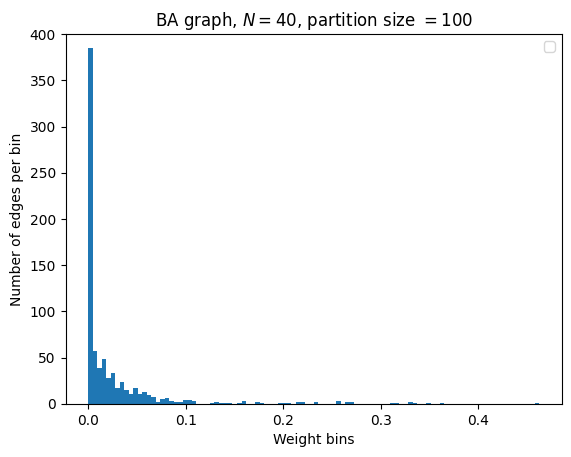 BA graph, N = 40, partition size = 100
Number of edges per bin
400
350
300
250
200
150
100
50
0
0.0 0.1 0.2 0.3 0.4
Weight bins